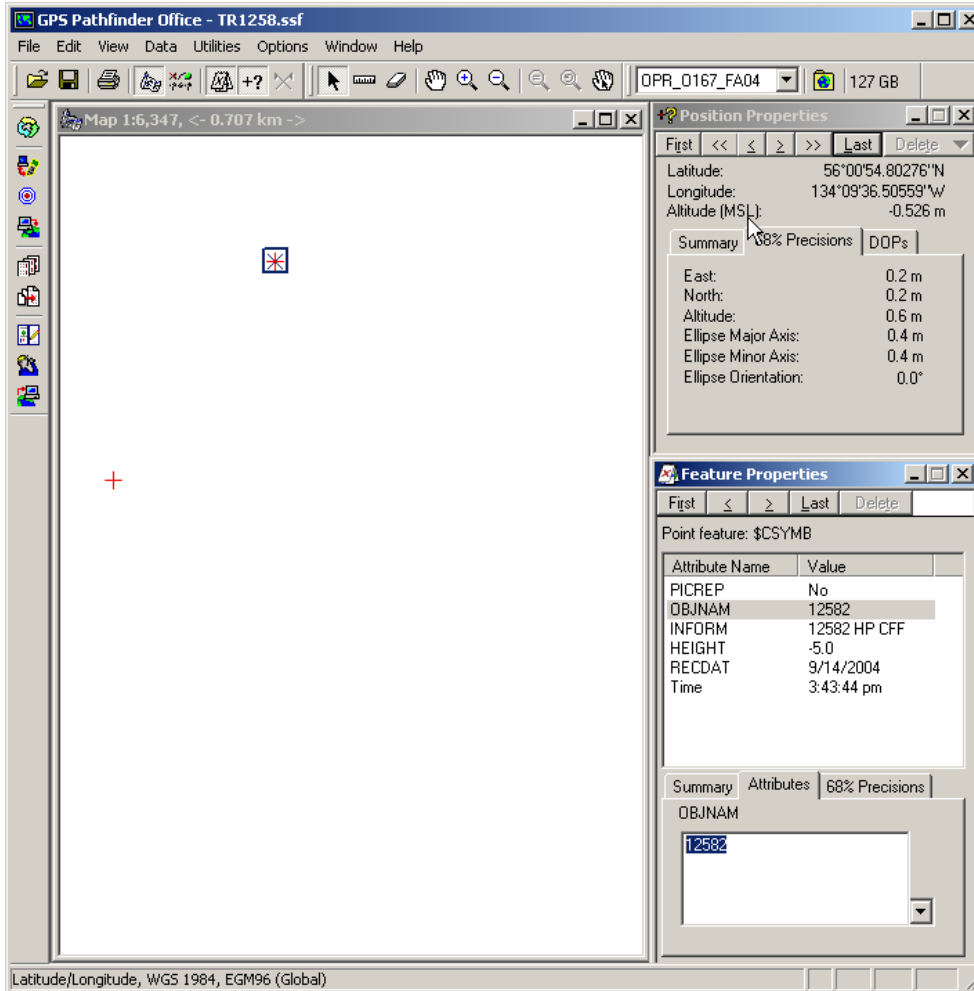 GPS Pathfinder Office - TR1258.ssf
File Edit View Data Utilities Options Window Help
+? OPR_O167_FA04 127 GB
Map 1:6,347, <- 0.707 km ->
Position Properties
First << < > >> Last Delete
Latitude: 56°00'54.80276"N
Longitude: 134°09'36.50559"W
Altitude (MSL): -0.526 m
Summary 68% Precisions DOPs
East: 0.2 m
North: 0.2 m
Altitude: 0.6 m
Ellipse Major Axis: 0.4 m
Ellipse Minor Axis: 0.4 m
Ellipse Orientation: 0.0°
Feature Properties
First < > Last Delete
Point feature: $CSYMB
Attribute Name Value
PICREP No
OBJNAM 12582
INFORM 12582 HP CFF
HEIGHT -5.0
RECDAT 9/14/2004
Time 3:43:44 pm
Summary Attributes 68% Precisions
OBJNAM
12582
Latitude/Longitude, WGS 1984, EGM96 (Global)